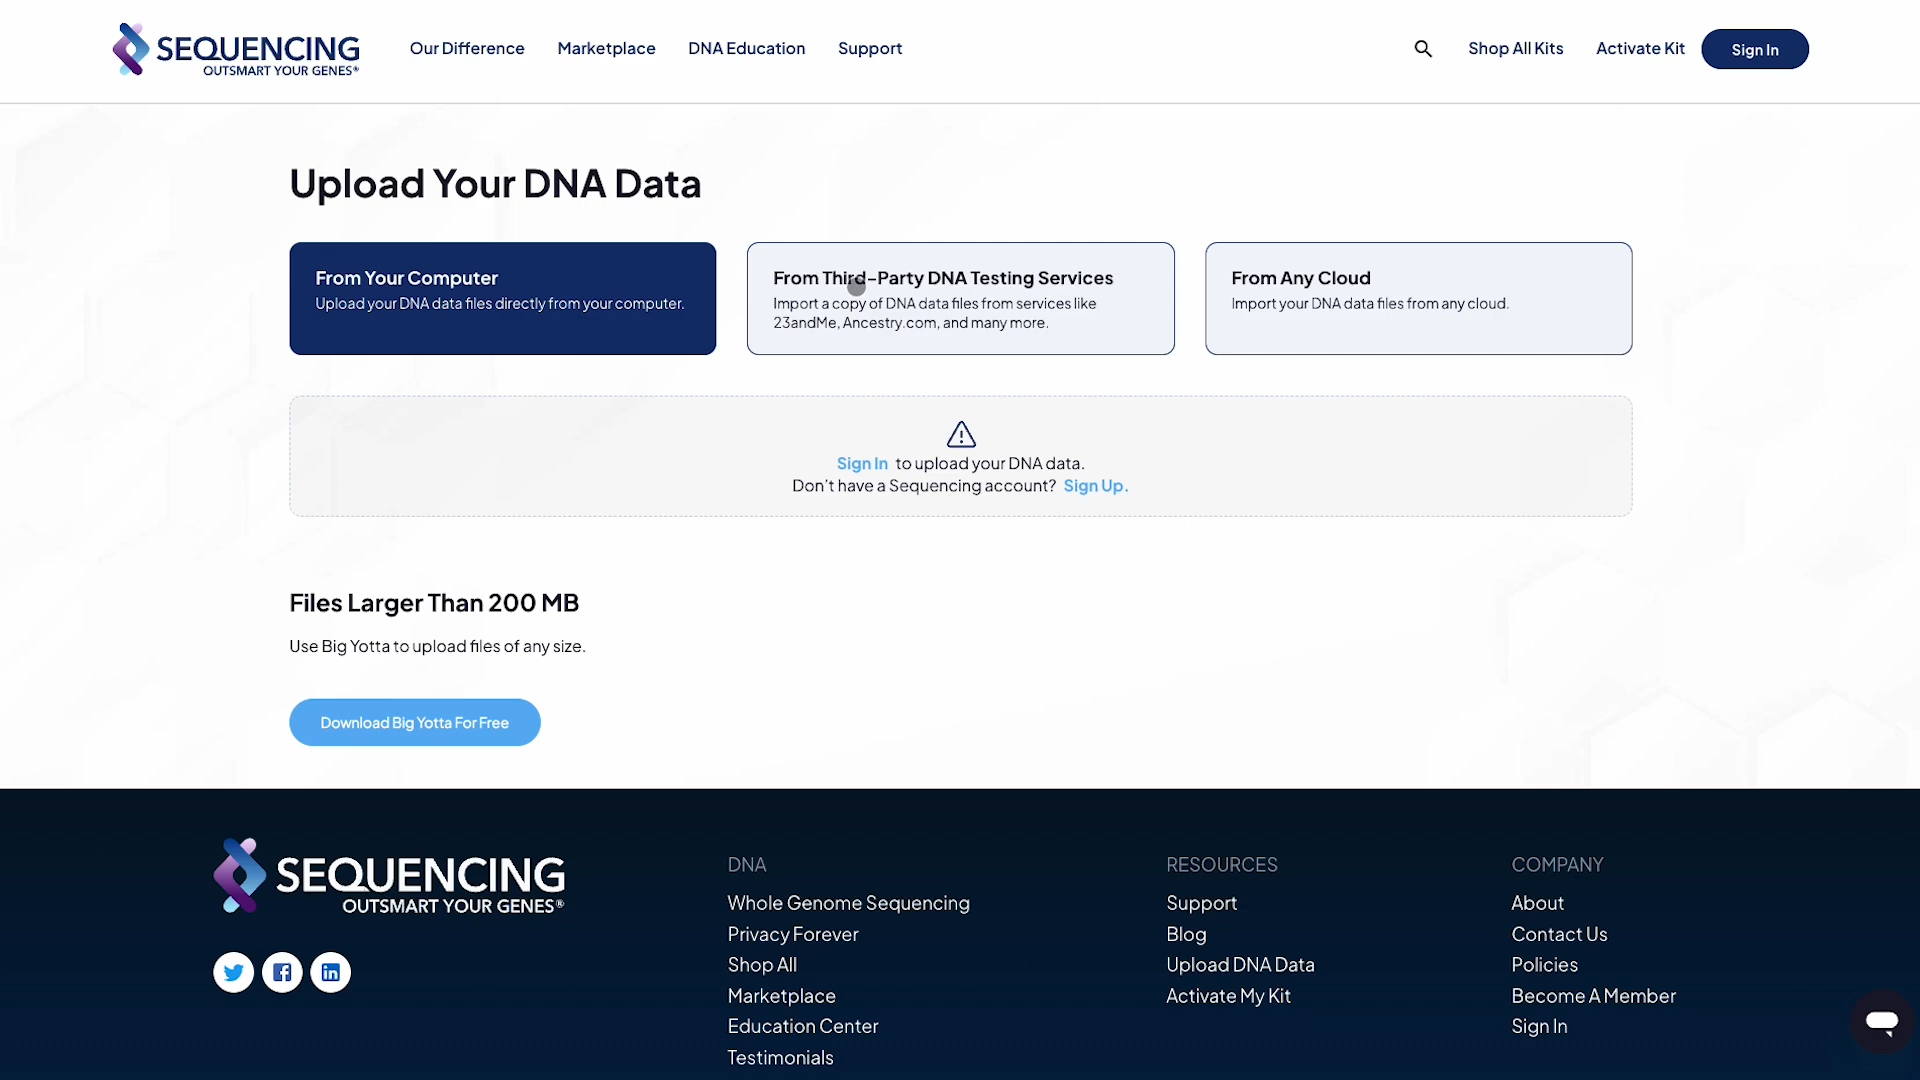 SEQUENCING
OUTSMART YOUR GENES®
Our Difference
Marketplace
DNA Education
Support
Shop All Kits
Activate Kit
Sign In
Upload Your DNA Data
From Your Computer
Upload your DNA data files directly from your computer.
From Third-Party DNA Testing Services
Import a copy of DNA data files from services like
23andMe, Ancestry.com, and many more.
From Any Cloud
Import your DNA data files from any cloud.
Sign In to upload your DNA data.
Don't have a Sequencing account? Sign Up.
Files Larger Than 200 MB
Use Big Yotta to upload files of any size.
Download Big Yotta For Free
SEQUENCING
OUTSMART YOUR GENES®
DNA
Whole Genome Sequencing
Privacy Forever
Shop All
Marketplace
Education Center
Testimonials
RESOURCES
Support
Blog
Upload DNA Data
Activate My Kit
COMPANY
About
Contact Us
Policies
Become A Member
Sign In